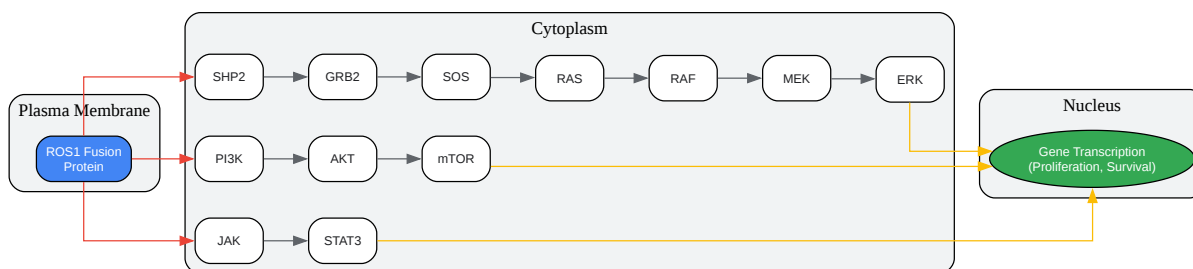 Cytoplasm
SHP2
GRB2
SOS
RAS
RAF
MEK
ERK
Plasma Membrane
ROS1 Fusion
Protein
PI3K
AKT
mTOR
Nucleus
Gene Transcription
(Proliferation, Survival)
JAK
STAT3